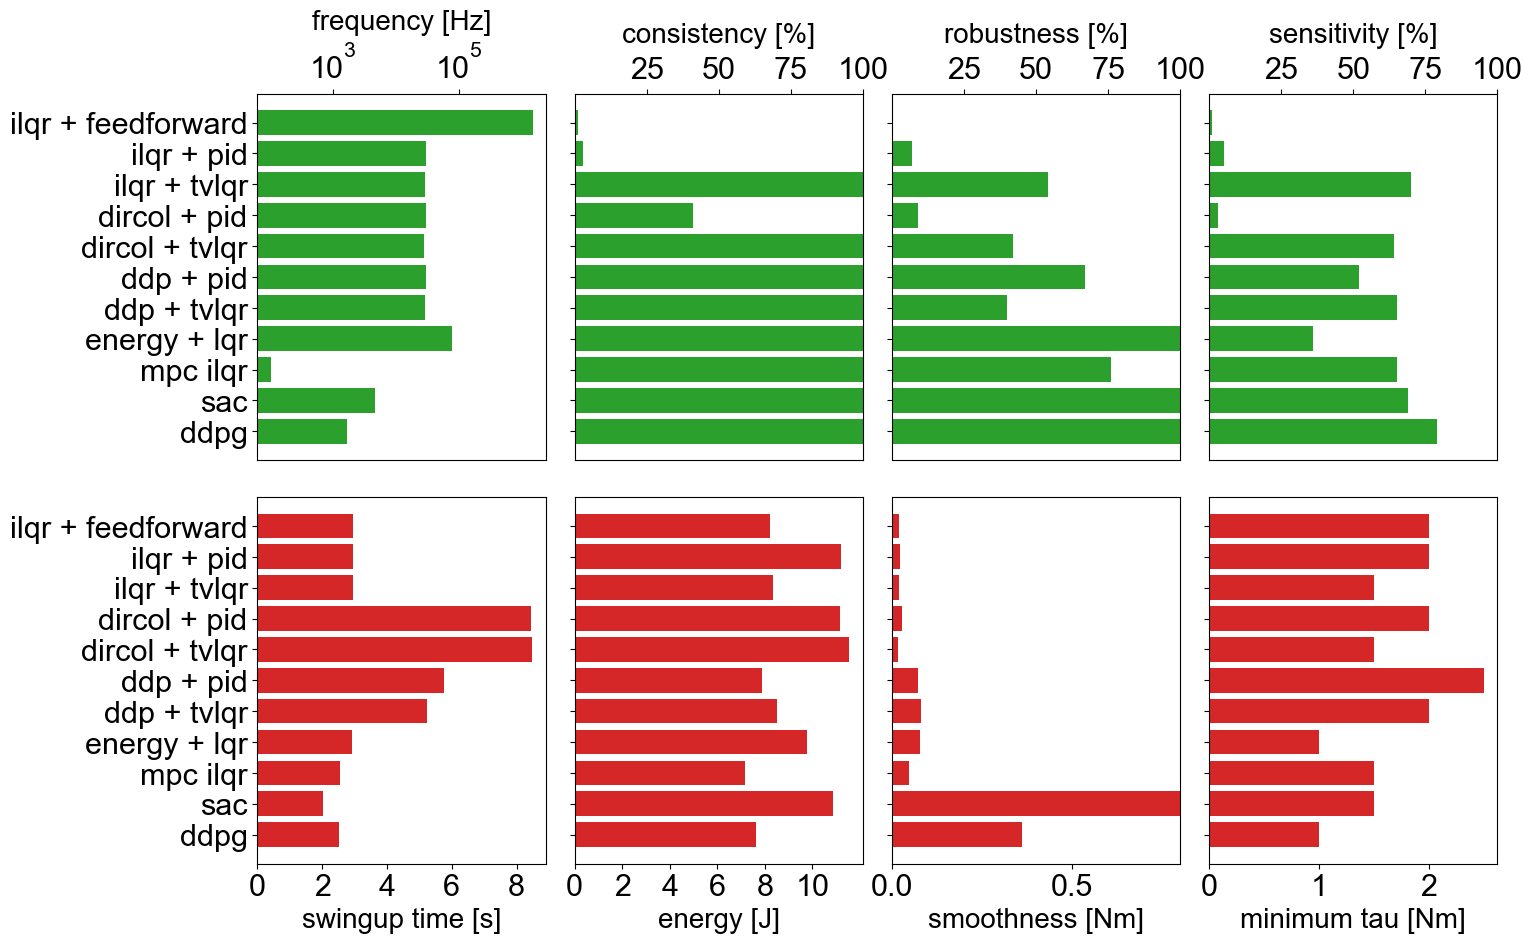 frequency [Hz]
consistency [%]
robustness [%]
sensitivity [%]
10^3 10^5
25 50 75 100
25 50 75 100
25 50 75 100
ilqr + feedforward
ilqr + pid
ilqr + tvlqr
dircol + pid
dircol + tvlqr
ddp + pid
ddp + tvlqr
energy + lqr
mpc ilqr
sac
ddpg
ilqr + feedforward
ilqr + pid
ilqr + tvlqr
dircol + pid
dircol + tvlqr
ddp + pid
ddp + tvlqr
energy + lqr
mpc ilqr
sac
ddpg
0 2 4 6 8
0 2 4 6 8 10
0.0 0.5
0 1 2
swingup time [s]
energy [J]
smoothness [Nm]
minimum tau [Nm]